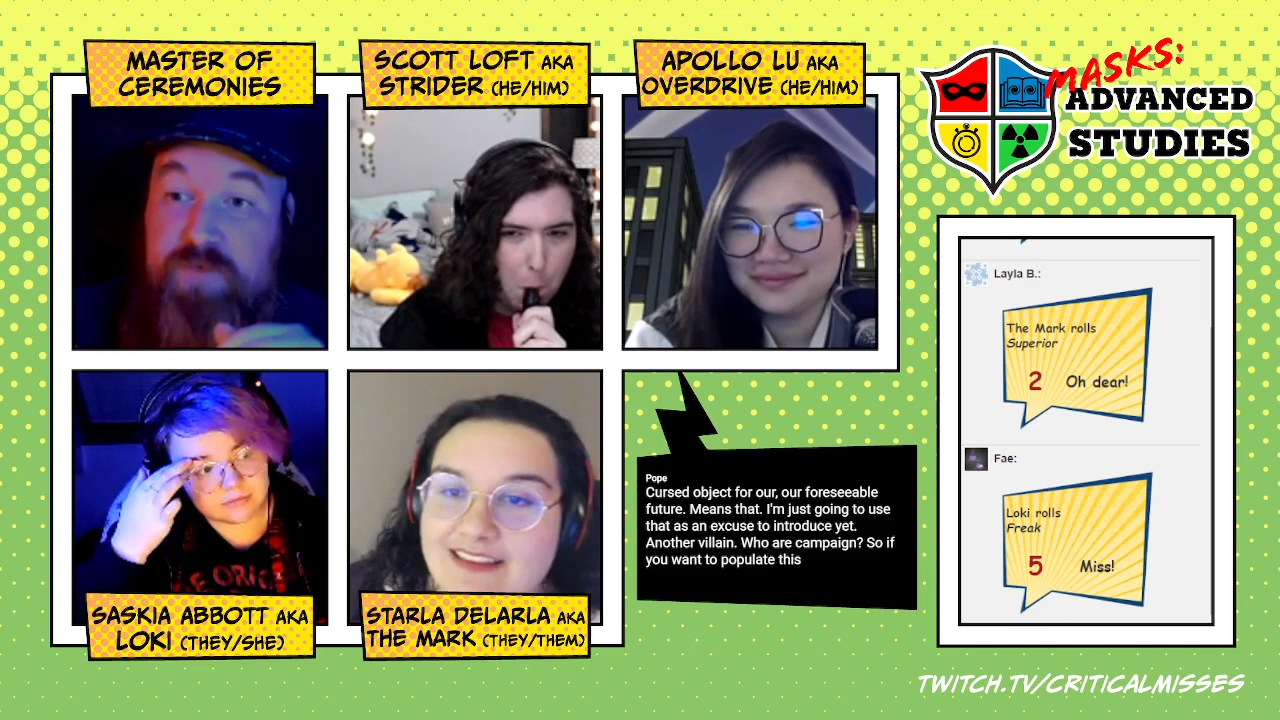 MASTER OF
CEREMONIES
SCOTT LOFT AKA
STRIDER (HE/HIM)
APOLLO LU AKA
OVERDRIVE (HE/HIM)
MASKS:
ADVANCED
STUDIES
Layla B.:
The Mark rolls
Superior
2 Oh dear!
Fae:
Loki rolls
Freak
5 Miss!
Pope
Cursed object for our, our foreseeable
future. Means that. I'm just going to use
that as an excuse to introduce yet.
Another villain. Who are campaign? So if
you want to populate this
SASKIA ABBOTT AKA
LOKI (THEY/SHE)
STARLA DELARLA AKA
THE MARK (THEY/THEM)
TWITCH.TV/CRITICALMISSES